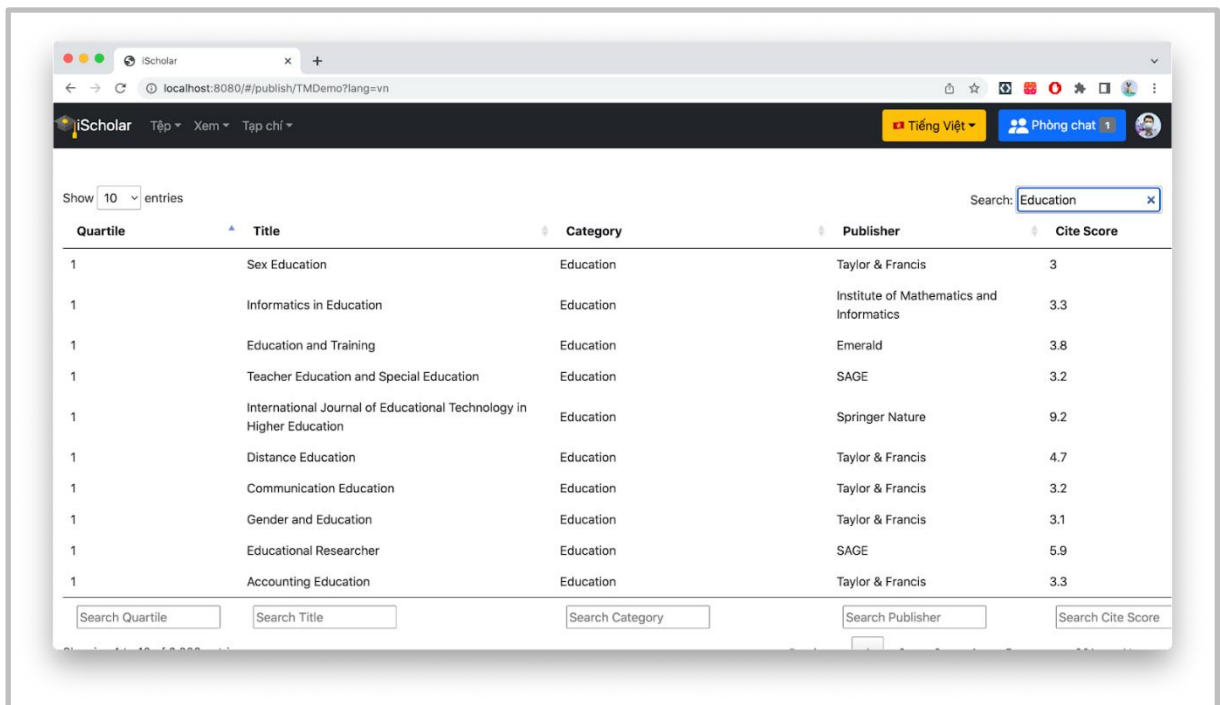 iScholar
localhost:8080/#/publish/TMDemo?lang=vn
iScholar Tệp Xem Tạp chí Tiếng Việt Phòng chat 1
Show 10 entries Search: Education
Quartile Title Category Publisher Cite Score
1 Sex Education Education Taylor & Francis 3
1 Informatics in Education Education Institute of Mathematics and Informatics 3.3
1 Education and Training Education Emerald 3.8
1 Teacher Education and Special Education Education SAGE 3.2
1 International Journal of Educational Technology in Higher Education Education Springer Nature 9.2
1 Distance Education Education Taylor & Francis 4.7
1 Communication Education Education Taylor & Francis 3.2
1 Gender and Education Education Taylor & Francis 3.1
1 Educational Researcher Education SAGE 5.9
1 Accounting Education Education Taylor & Francis 3.3
Search Quartile Search Title Search Category Search Publisher Search Cite Score